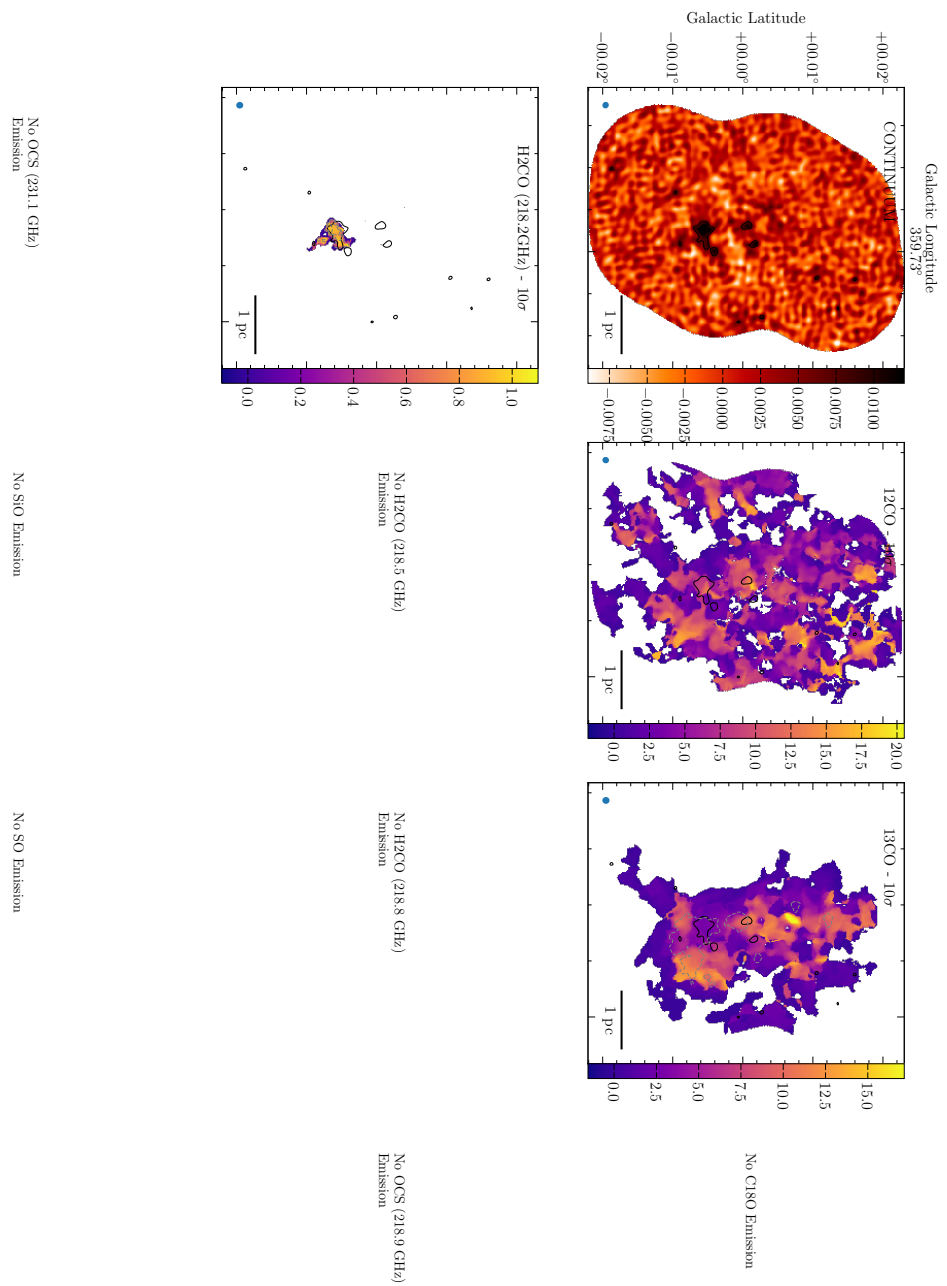 Galactic Latitude
+00.02°
+00.01°
+00.00°
−00.01°
−00.02°
Galactic Longitude
359.73°
CONTINUUM
1 pc
0.0100
0.0075
0.0050
0.0025
0.0000
−0.0025
−0.0050
−0.0075
12CO - 10σ
1 pc
20.0
17.5
15.0
12.5
10.0
7.5
5.0
2.5
0.0
13CO - 10σ
1 pc
15.0
12.5
10.0
7.5
5.0
2.5
0.0
No C18O Emission
H2CO (218.2GHz) - 10σ
1 pc
1.0
0.8
0.6
0.4
0.2
0.0
No H2CO (218.5 GHz)
Emission
No H2CO (218.8 GHz)
Emission
No OCS (218.9 GHz)
Emission
No OCS (231.1 GHz)
Emission
No SiO Emission
No SO Emission